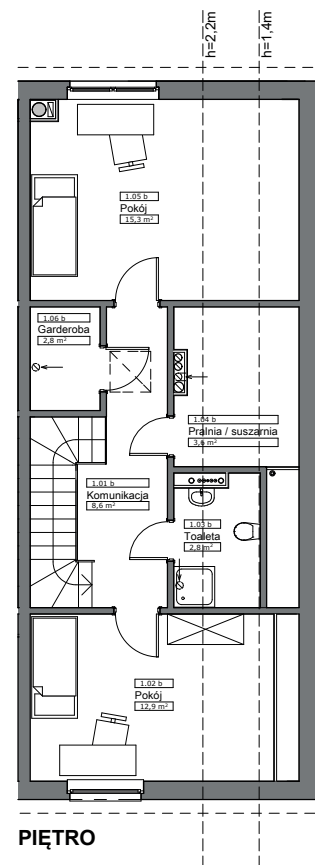 h=2,2m
h=1,4m
1.05 b
Pokój
15,3 m²
1.06 b
Garderoba
2,8 m²
1.04 b
Pralnia / suszarnia
3,6 m²
1.01 b
Komunikacja
8,6 m²
1.03 b
Toaleta
2,8 m²
1.02 b
Pokój
12,9 m²
PIĘTRO